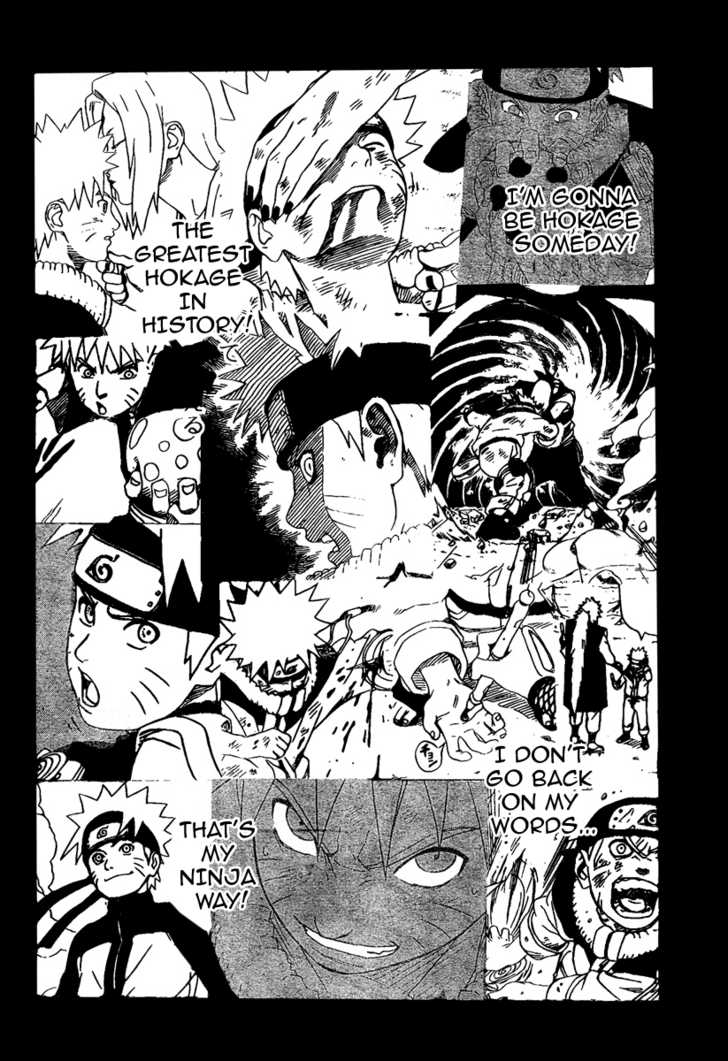 I'M GONNA
BE HOKAGE
SOMEDAY!
THE
GREATEST
HOKAGE
IN
HISTORY!
I DON'T
GO BACK
ON MY
WORDS...
THAT'S
MY
NINJA
WAY!